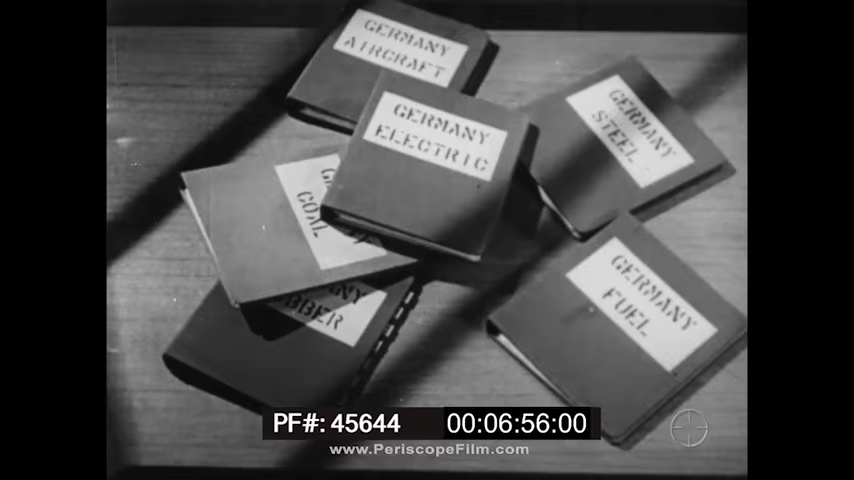 GERMANY
AIRCRAFT
GERMANY
ELECTRIC
GERMANY
STEEL
COAL
GERMANY
FUEL
PF#: 45644
00:06:56:00
www.PeriscopeFilm.com